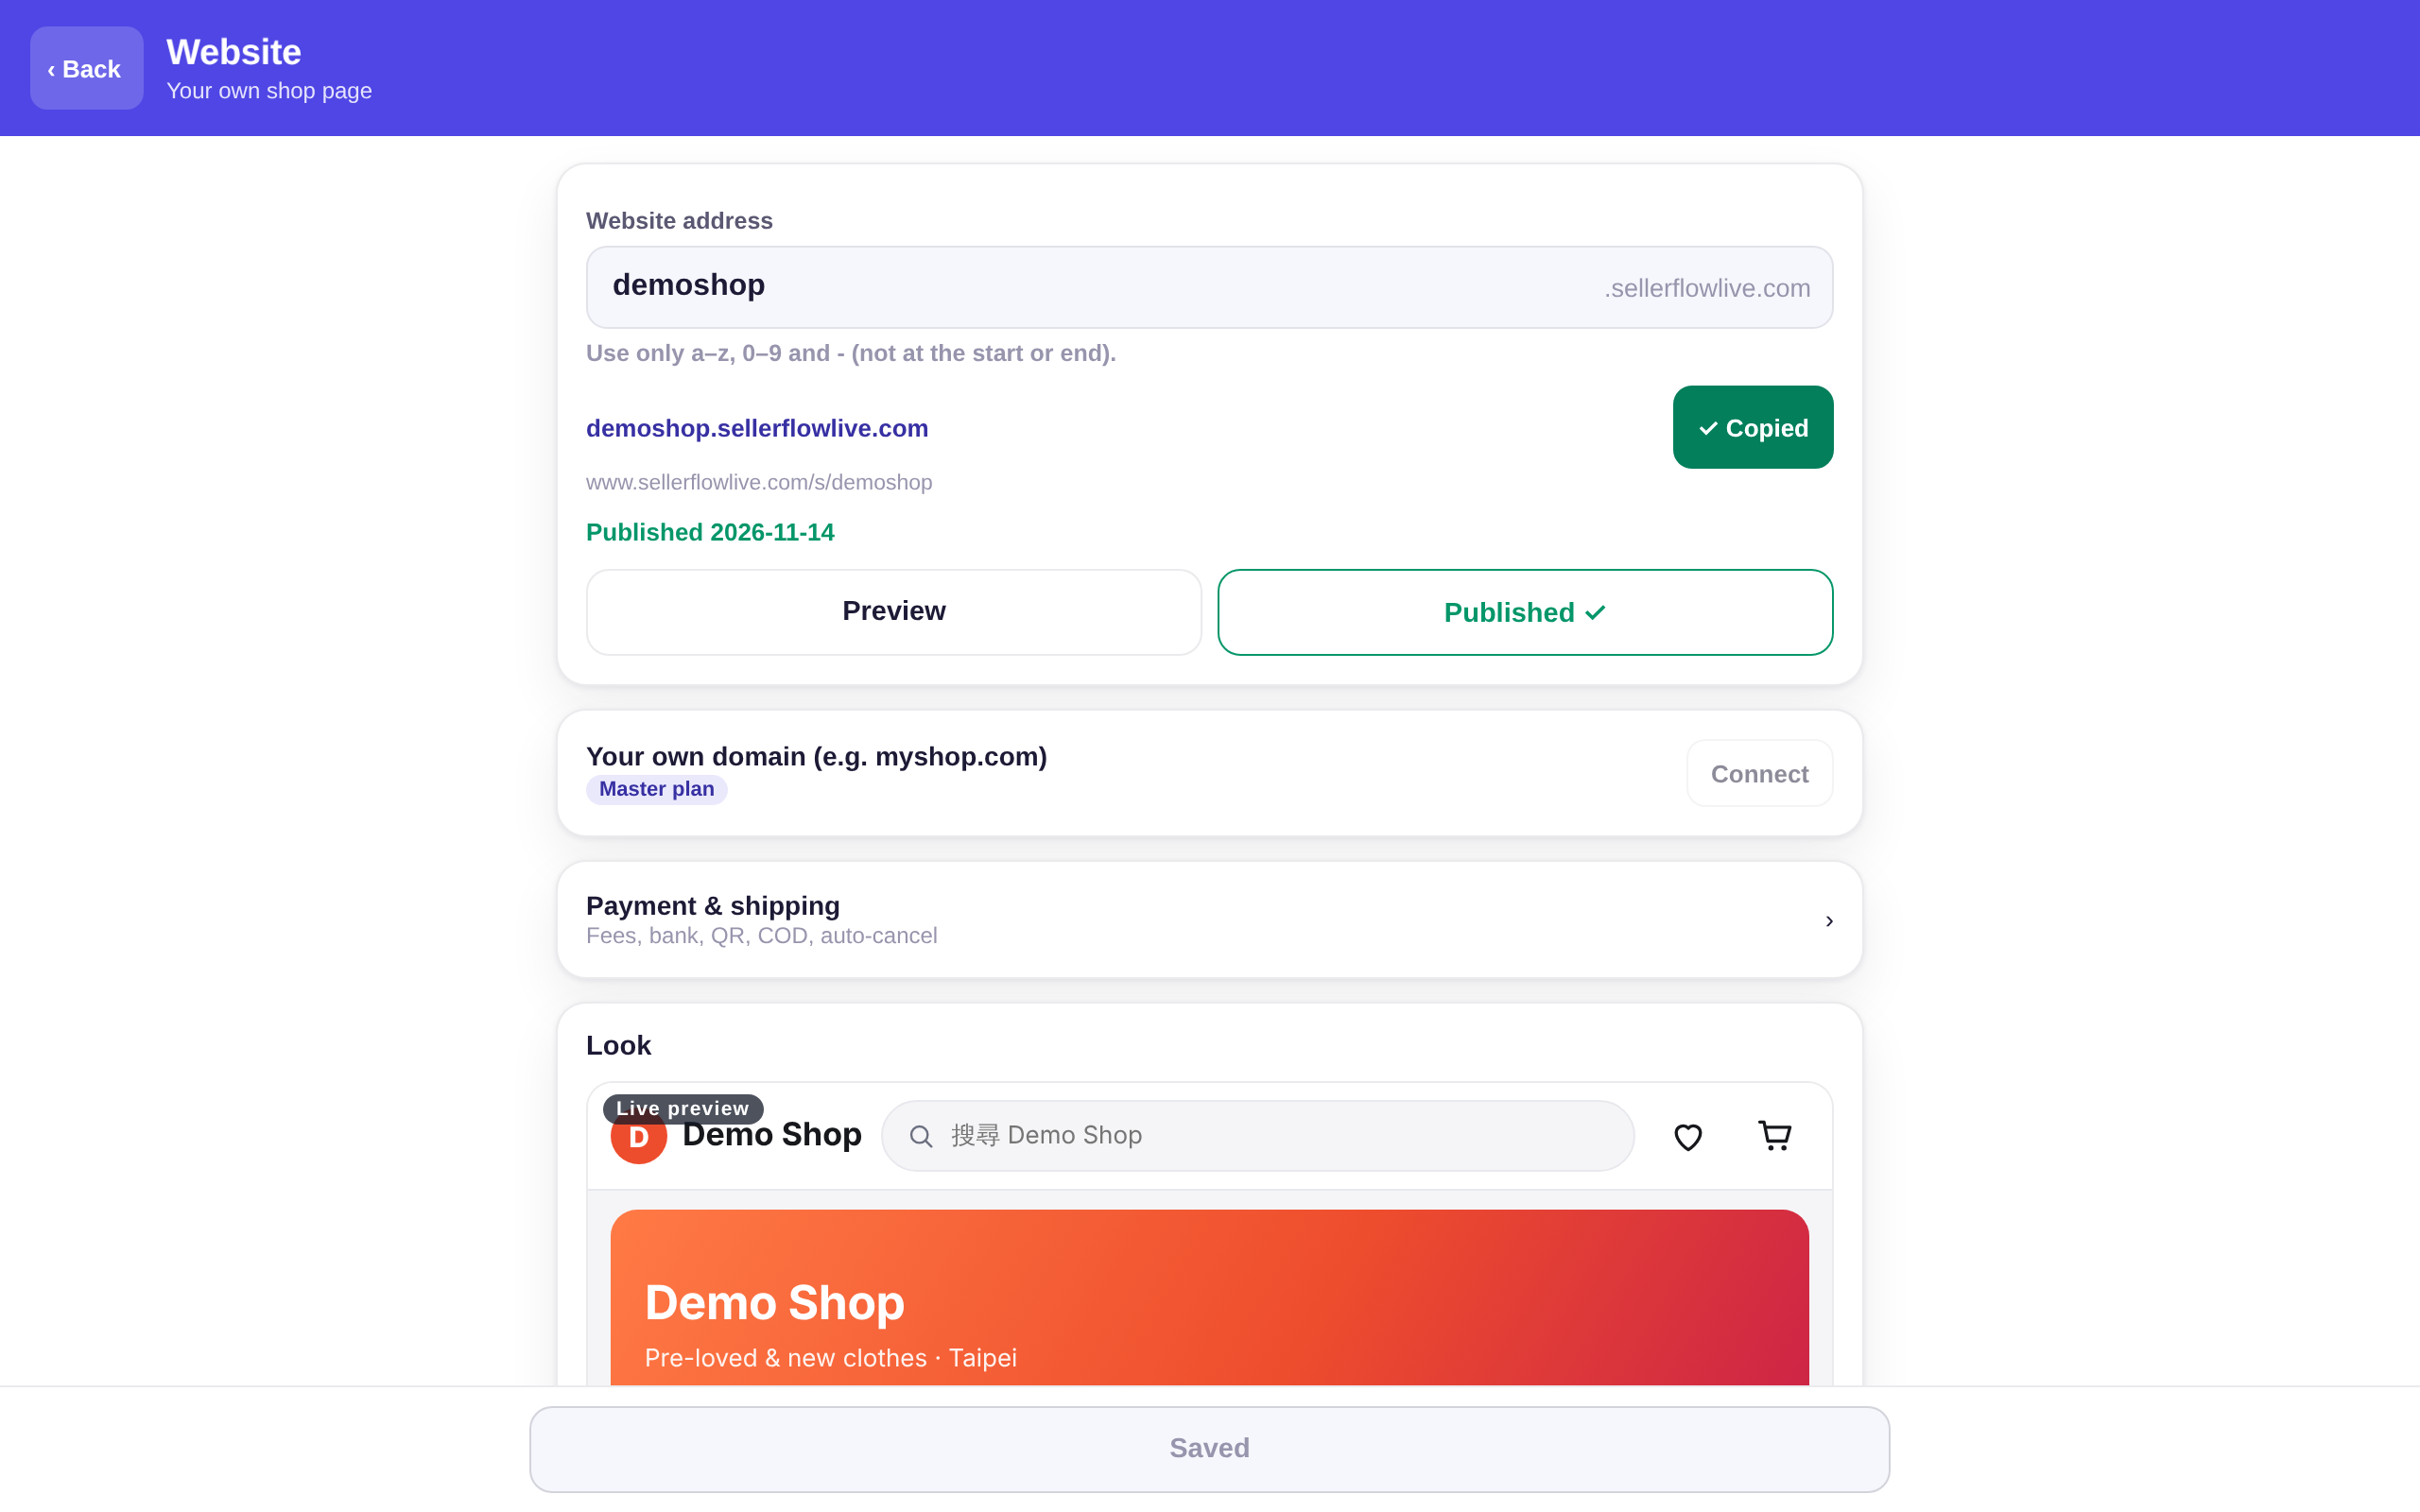 ‹ Back
Website
Your own shop page
Website address
demoshop
.sellerflowlive.com
Use only a–z, 0–9 and - (not at the start or end).
demoshop.sellerflowlive.com
✓ Copied
www.sellerflowlive.com/s/demoshop
Published 2026-11-14
Preview
Published ✓
Your own domain (e.g. myshop.com)
Master plan
Connect
Payment & shipping
Fees, bank, QR, COD, auto-cancel
›
Look
Live preview
D
Demo Shop
搜尋 Demo Shop
Demo Shop
Pre-loved & new clothes · Taipei
Saved